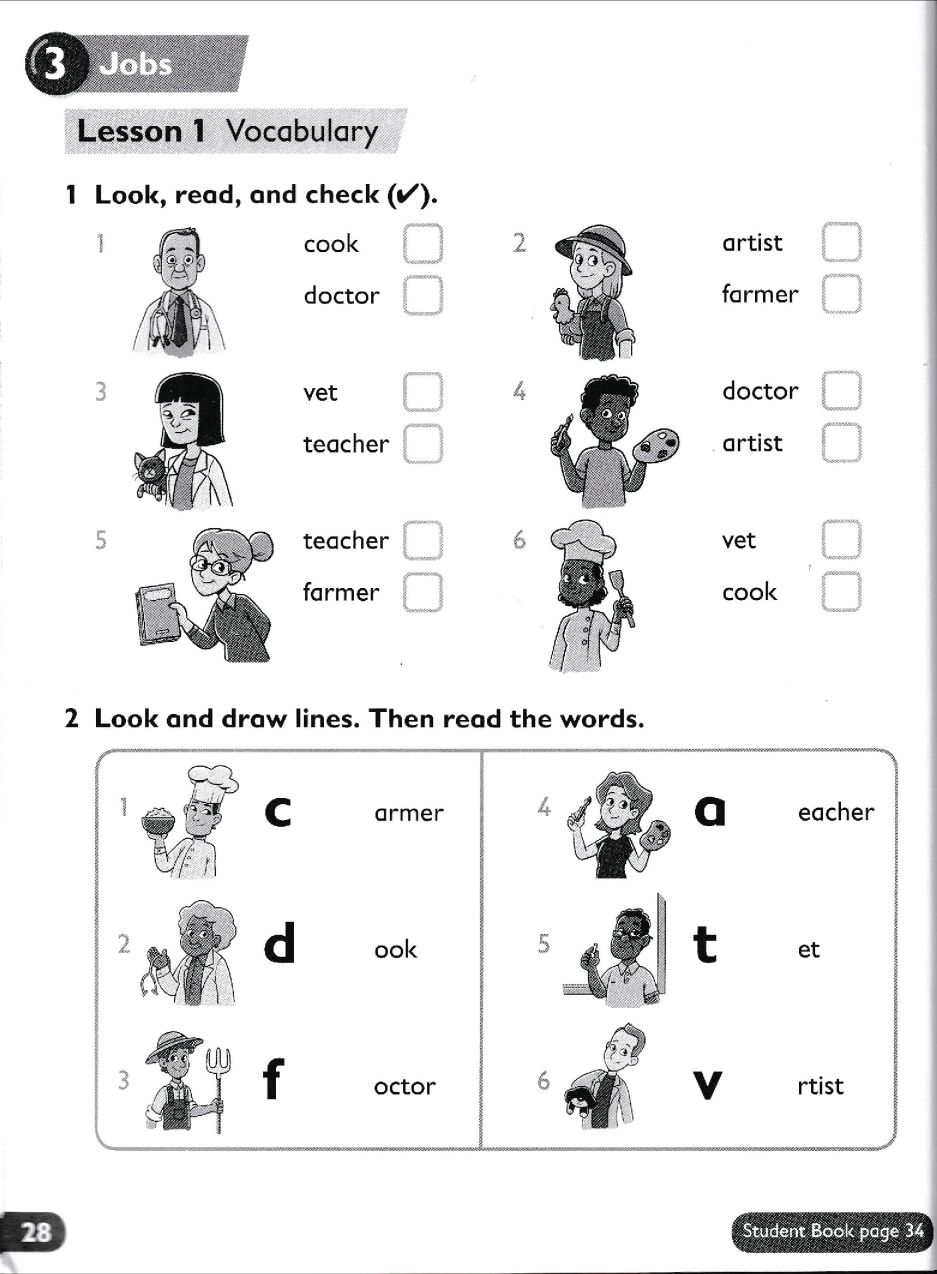 3 Jobs
Lesson 1 Vocabulary
1 Look, read, and check (✔).
1 cook
doctor
2 artist
farmer
3 vet
teacher
4 doctor
artist
5 teacher
farmer
6 vet
cook
2 Look and draw lines. Then read the words.
1 c armer
2 d ook
3 f octor
4 a eacher
5 t et
6 v rtist
28
Student Book page 34